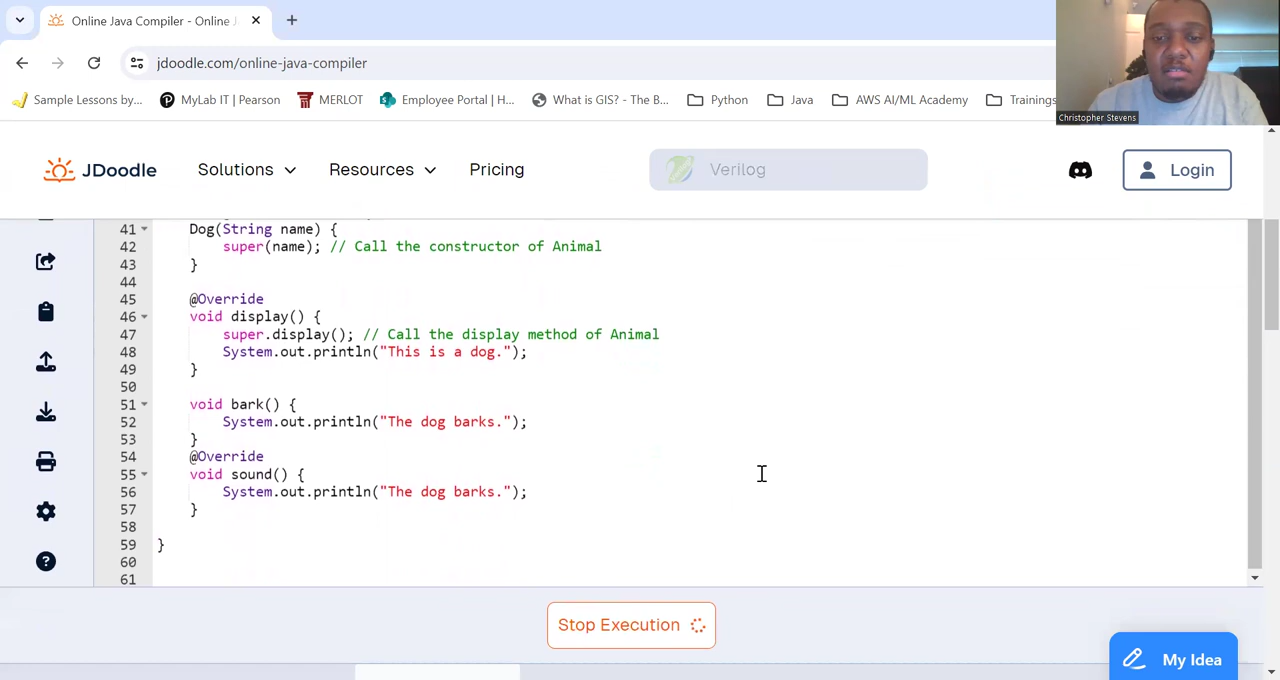 Online Java Compiler - Online J
jdoodle.com/online-java-compiler
Sample Lessons by... MyLab IT | Pearson MERLOT Employee Portal | H... What is GIS? - The B... Python Java AWS AI/ML Academy Trainings
Christopher Stevens
JDoodle Solutions Resources Pricing Verilog Login
41 Dog(String name) {
42 super(name); // Call the constructor of Animal
43 }
44
45 @Override
46 void display() {
47 super.display(); // Call the display method of Animal
48 System.out.println("This is a dog.");
49 }
50
51 void bark() {
52 System.out.println("The dog barks.");
53 }
54 @Override
55 void sound() {
56 System.out.println("The dog barks.");
57 }
58
59 }
60
61
Stop Execution
My Idea